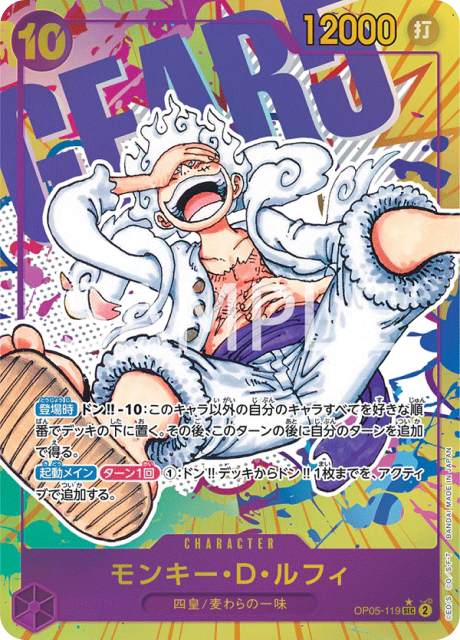 10
12000
打
GEAR5
SAMPLE
登場時 ドン!!-10:このキャラ以外の自分のキャラすべてを好きな順
番でデッキの下に置く。その後、このターンの後に自分のターンを追加
で得る。
起動メイン ターン1回 ①:ドン!!デッキからドン!!1枚までを、アクティ
ブで追加する。
CHARACTER
モンキー・D・ルフィ
四皇/麦わらの一味
OP05-119 SEC 2
BANDAI MADE IN JAPAN